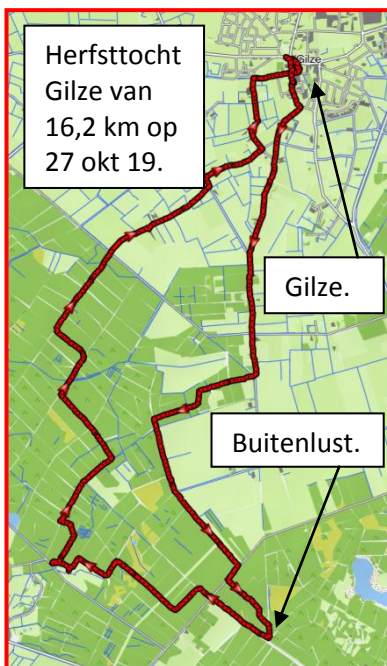 Herfsttocht
Gilze van
16,2 km op
27 okt 19.
Gilze
Gilze.
Buitenlust.